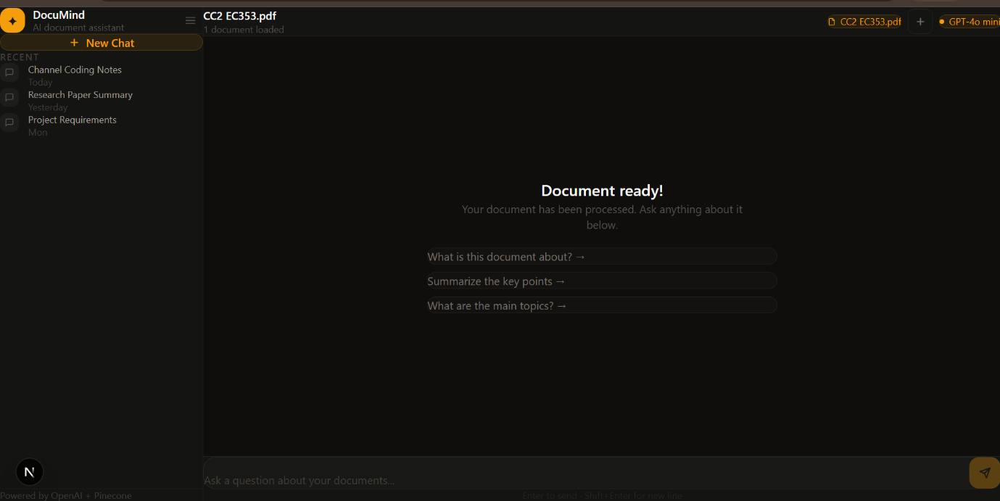 DocuMind
AI document assistant
+ New Chat
RECENT
Channel Coding Notes
Today
Research Paper Summary
Yesterday
Project Requirements
Mon
N
Powered by OpenAI + Pinecone
CC2 EC353.pdf
1 document loaded
CC2 EC353.pdf
+
GPT-4o mini
Document ready!
Your document has been processed. Ask anything about it
below.
What is this document about? →
Summarize the key points →
What are the main topics? →
Ask a question about your documents...
Enter to send · Shift+Enter for new line